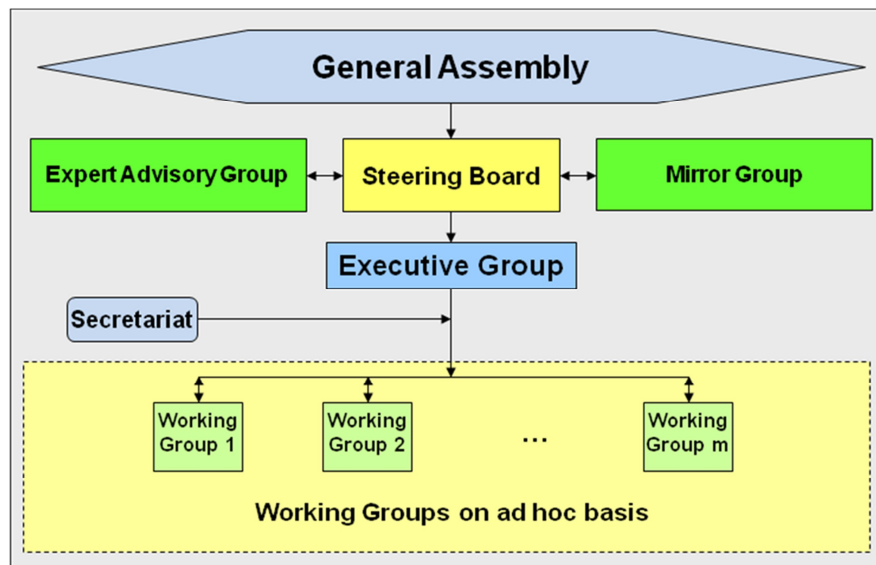 General Assembly
Expert Advisory Group
Steering Board
Mirror Group
Executive Group
Secretariat
Working
Group 1
Working
Group 2
...
Working
Group m
Working Groups on ad hoc basis